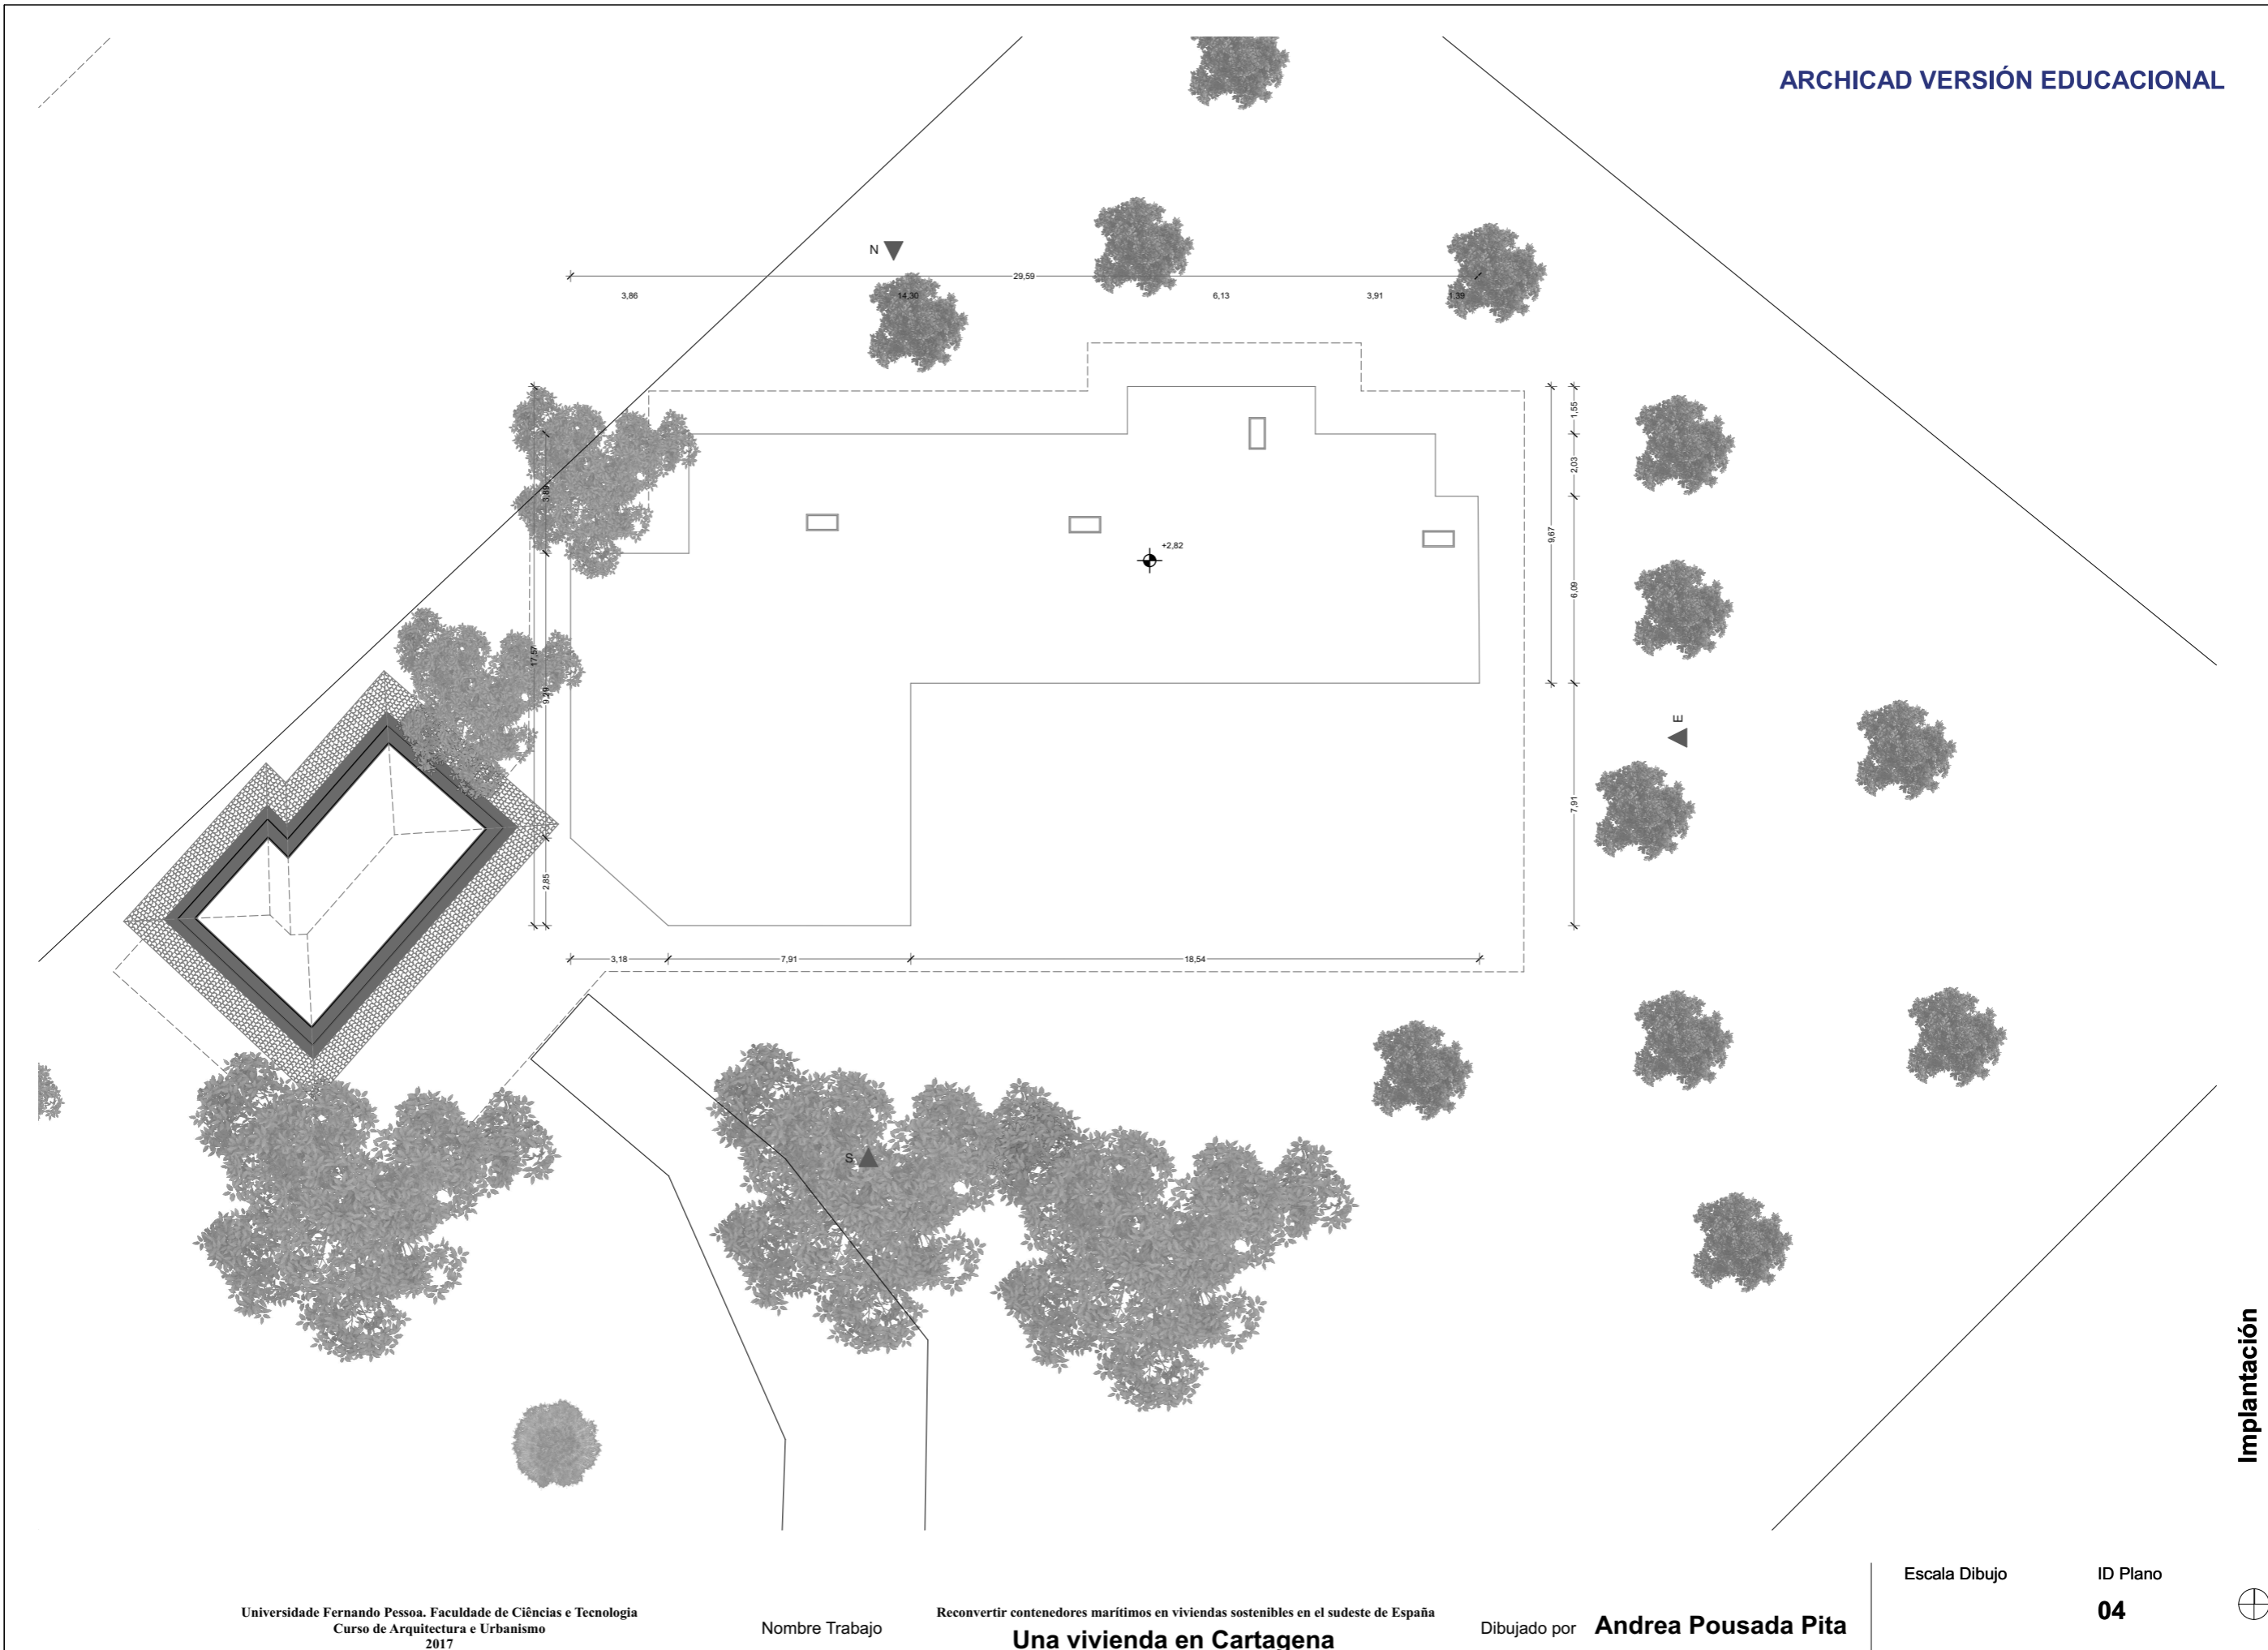 ARCHICAD VERSIÓN EDUCACIONAL
N
29,59
3,86
14,30
6,13
3,91
1,39
1,55
2,03
3,89
9,67
+2,82
6,09
17,57
9,29
E
7,91
2,85
3,18
7,91
18,54
S
Implantación
Universidade Fernando Pessoa. Faculdade de Ciências e Tecnologia
Curso de Arquitectura e Urbanismo
2017
Nombre Trabajo
Reconvertir contenedores marítimos en viviendas sostenibles en el sudeste de España
Una vivienda en Cartagena
Dibujado por Andrea Pousada Pita
Escala Dibujo
ID Plano
04